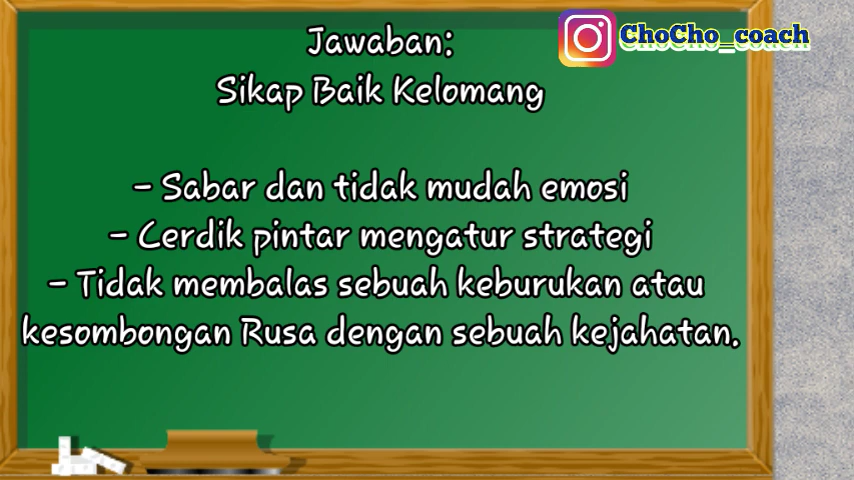 Jawaban:
ChoCho_coach
Sikap Baik Kelomang
- Sabar dan tidak mudah emosi
- Cerdik pintar mengatur strategi
- Tidak membalas sebuah keburukan atau
kesombongan Rusa dengan sebuah kejahatan.